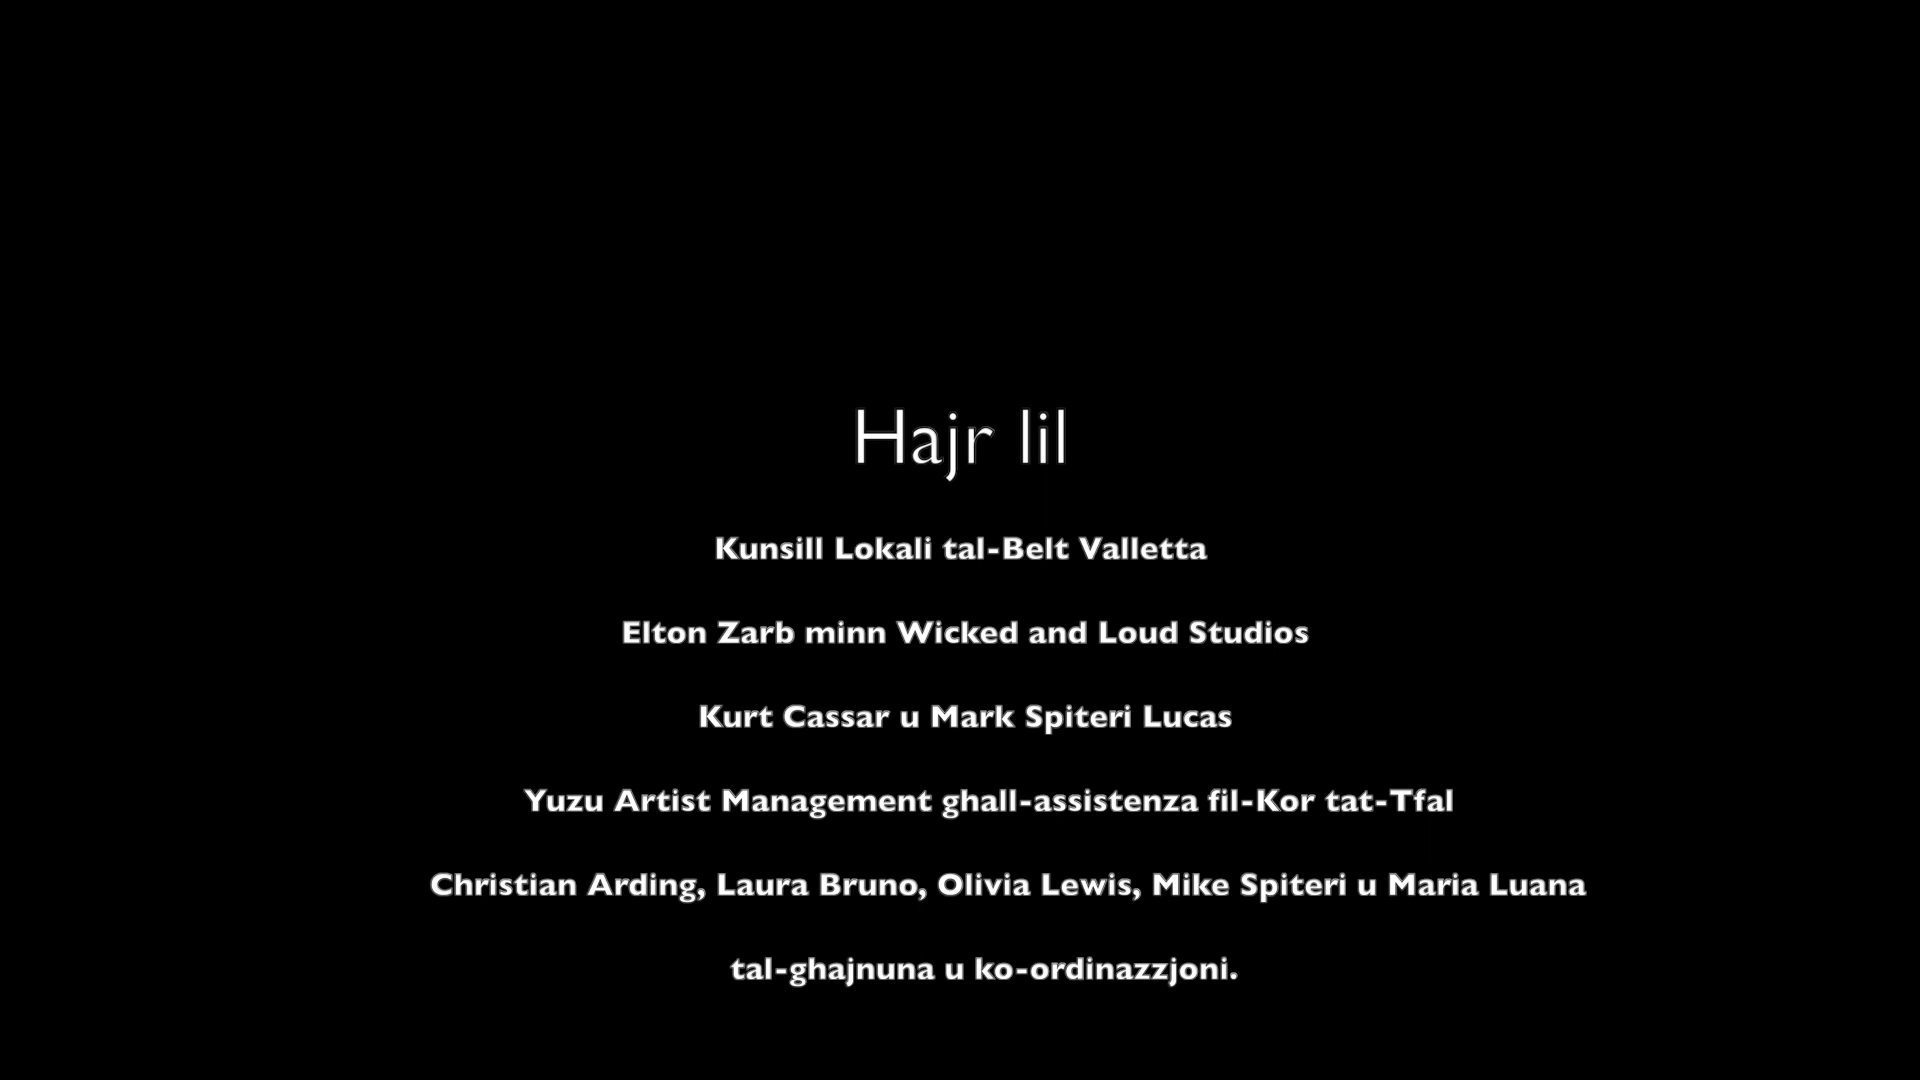 Hajr lil
Kunsill Lokali tal-Belt Valletta
Elton Zarb minn Wicked and Loud Studios
Kurt Cassar u Mark Spiteri Lucas
Yuzu Artist Management ghall-assistenza fil-Kor tat-Tfal
Christian Arding, Laura Bruno, Olivia Lewis, Mike Spiteri u Maria Luana
tal-ghajnuna u ko-ordinazzjoni.